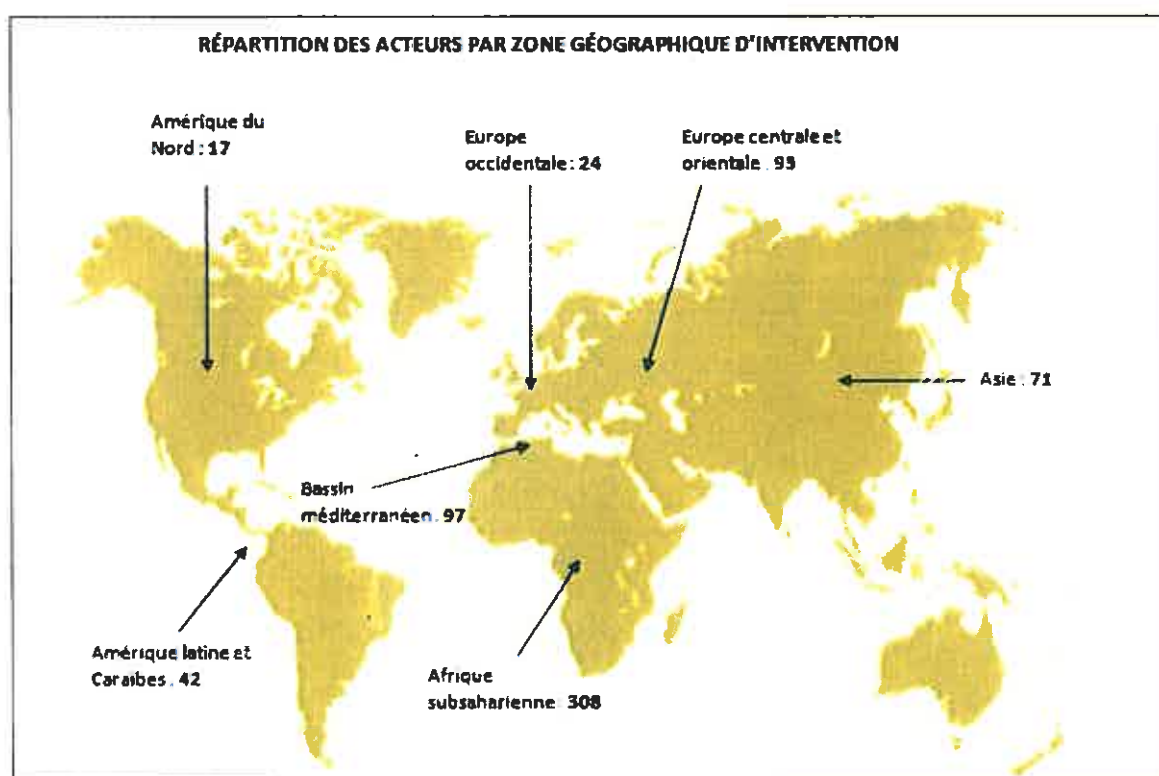 RÉPARTITION DES ACTEURS PAR ZONE GÉOGRAPHIQUE D'INTERVENTION
Amérique du
Nord : 17
Europe
occidentale : 24
Europe centrale et
orientale : 93
Asie : 71
Bassin
méditerranéen : 97
Amérique latine et
Caraïbes : 42
Afrique
subsaharienne : 308